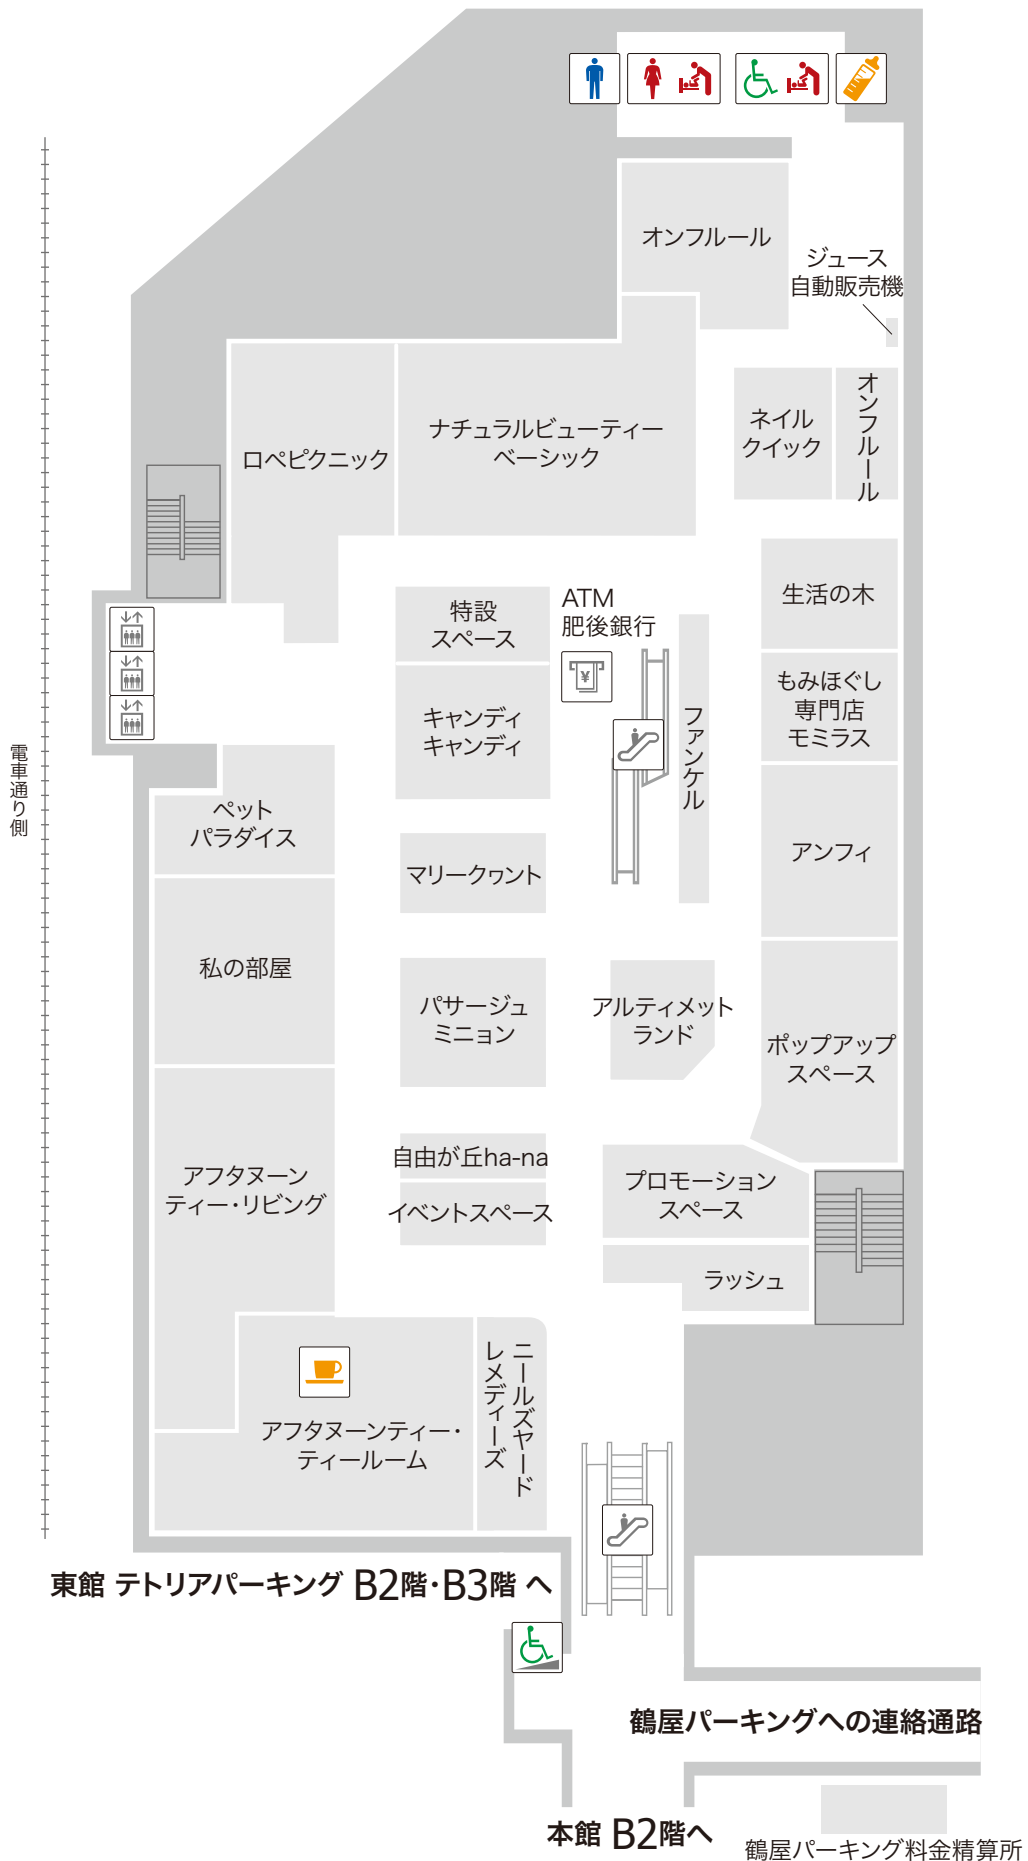 オンフルール
ジュース
自動販売機
ネイル
クイック
オンフルール
ナチュラルビューティー
ベーシック
ロペピクニック
生活の木
特設
スペース
ATM
肥後銀行
¥
もみほぐし
専門店
モミラス
キャンディ
キャンディ
ファンケル
電車通り側
ペット
パラダイス
アンフィ
マリークヮント
私の部屋
パサージュ
ミニョン
アルティメット
ランド
ポップアップ
スペース
自由が丘ha-na
イベントスペース
プロモーション
スペース
アフタヌーン
ティー・リビング
ラッシュ
ニールズヤード
レメディーズ
アフタヌーンティー・
ティールーム
東館 テトリアパーキング B2階・B3階 へ
鶴屋パーキングへの連絡通路
本館 B2階へ
鶴屋パーキング料金精算所